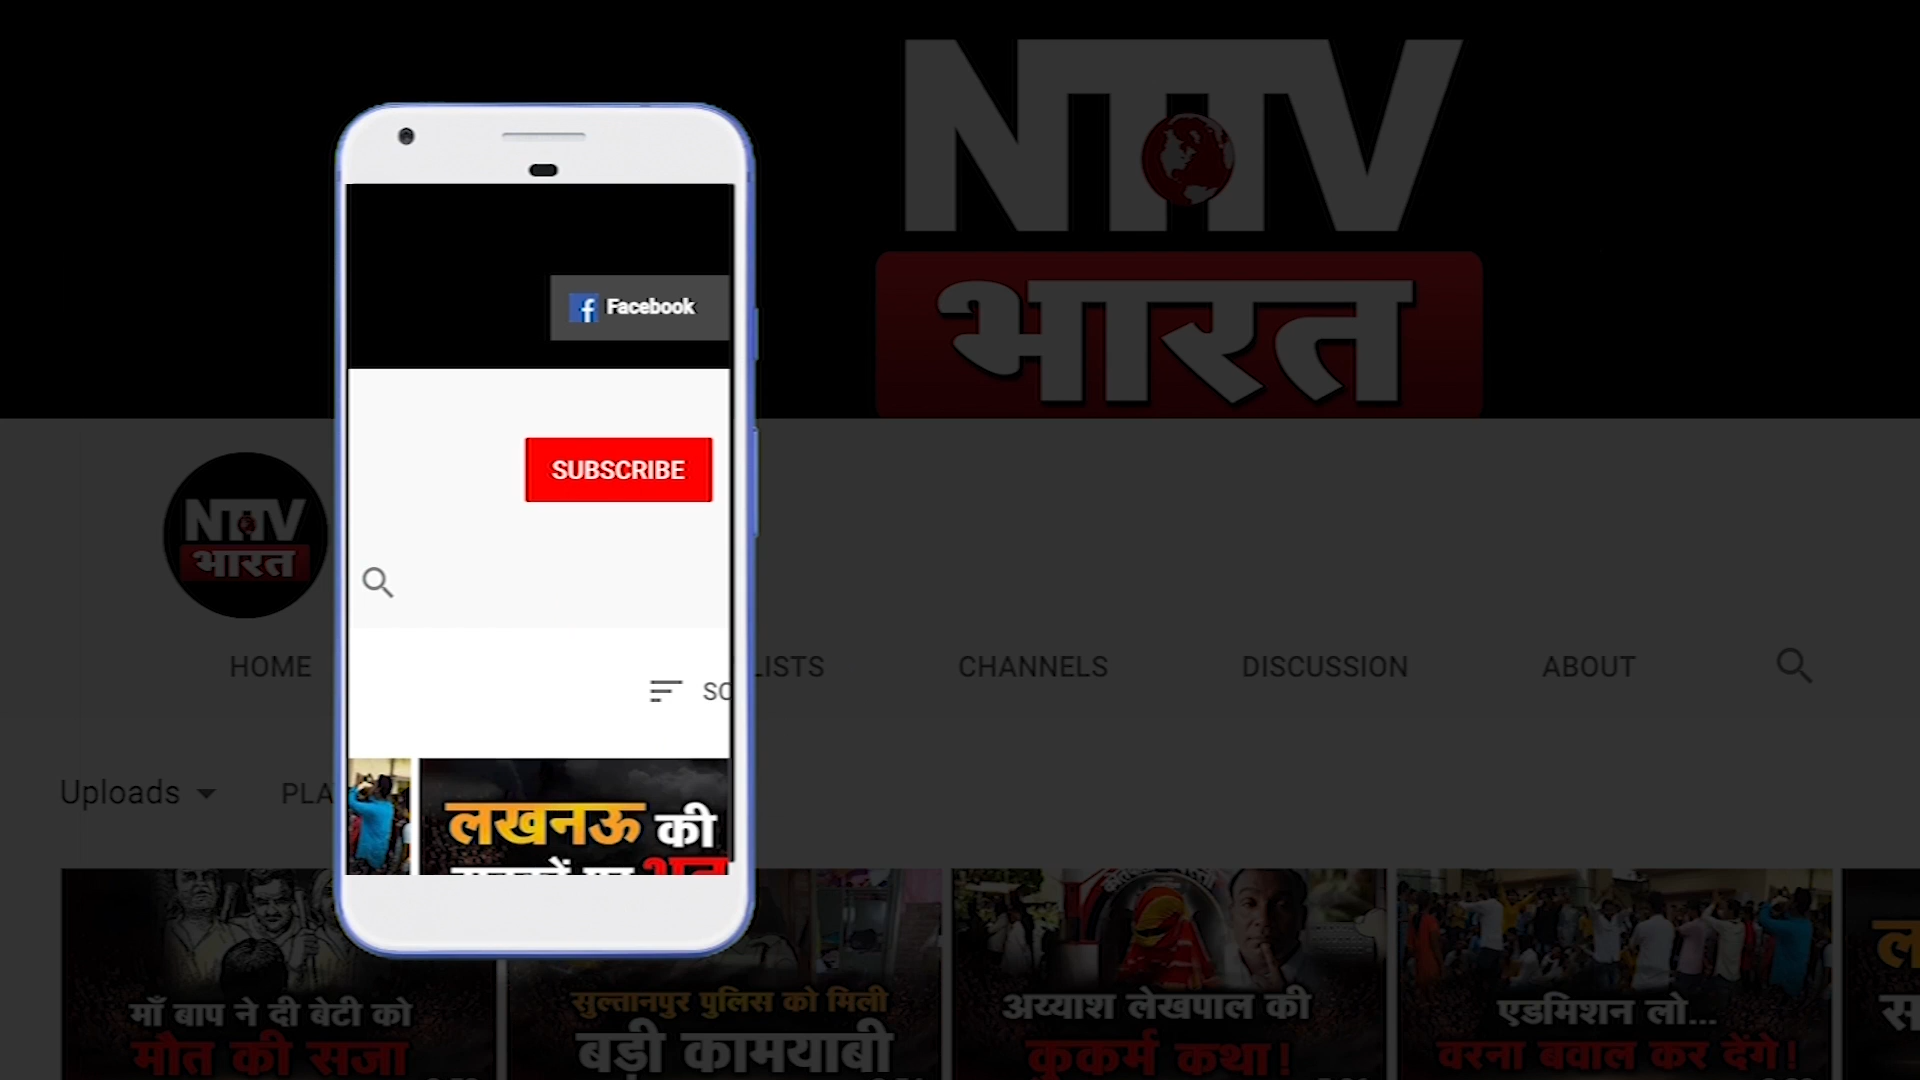 NTTV
भारत
Facebook
SUBSCRIBE
NTTV
भारत
HOME
CHANNELS
DISCUSSION
ABOUT
Uploads
लखनऊ की
माँ बाप ने दी बेटी को
मौत की सजा
सुल्तानपुर पुलिस को मिली
बड़ी कामयाबी
अय्याश लेखपाल की
कुकर्म कथा!
एडमिशन लो...
वरना बवाल कर देंगे!